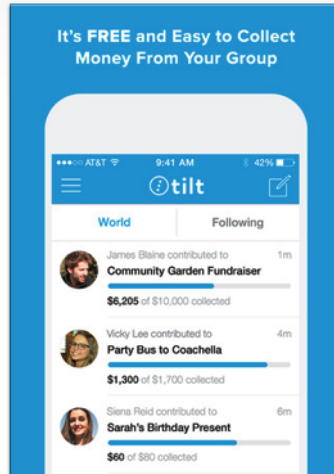 It's FREE and Easy to Collect
Money From Your Group
AT&T 9:41 AM 42%
tilt
World Following
James Blaine contributed to 1m
Community Garden Fundraiser
$6,205 of $10,000 collected
Vicky Lee contributed to 4m
Party Bus to Coachella
$1,300 of $1,700 collected
Siena Reid contributed to 6m
Sarah's Birthday Present
$60 of $80 collected